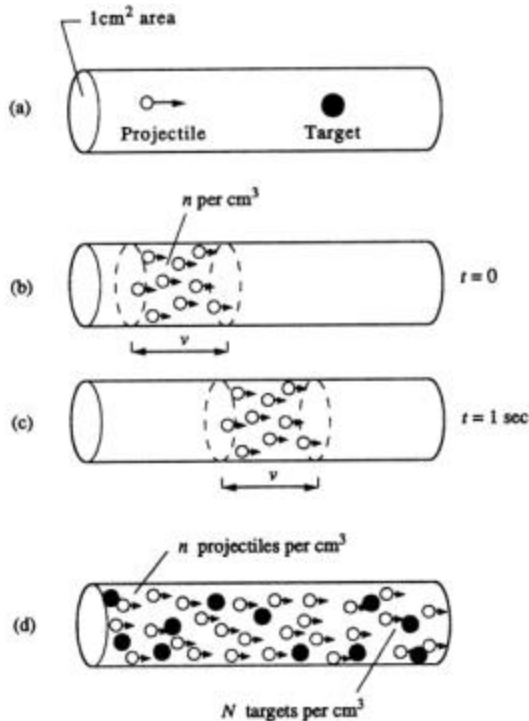 1cm² area
(a)
Projectile
Target
n per cm³
(b)
t = 0
v
(c)
t = 1 sec
v
n projectiles per cm³
(d)
N targets per cm³